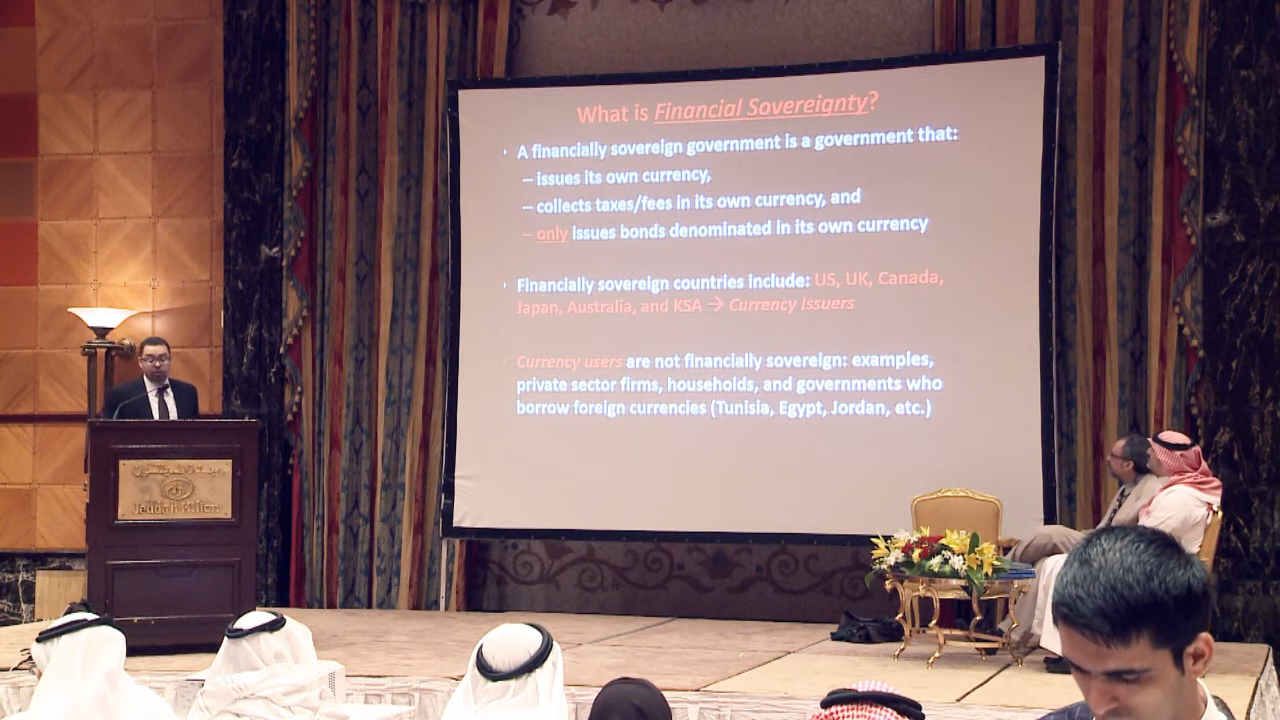 What is Financial Sovereignty?
· A financially sovereign government is a government that:
– issues its own currency,
– collects taxes/fees in its own currency, and
– only issues bonds denominated in its own currency
· Financially sovereign countries include: US, UK, Canada,
Japan, Australia, and KSA → Currency Issuers
· Currency users are not financially sovereign: examples,
private sector firms, households, and governments who
borrow foreign currencies (Tunisia, Egypt, Jordan, etc.)
Jeddah Hilton